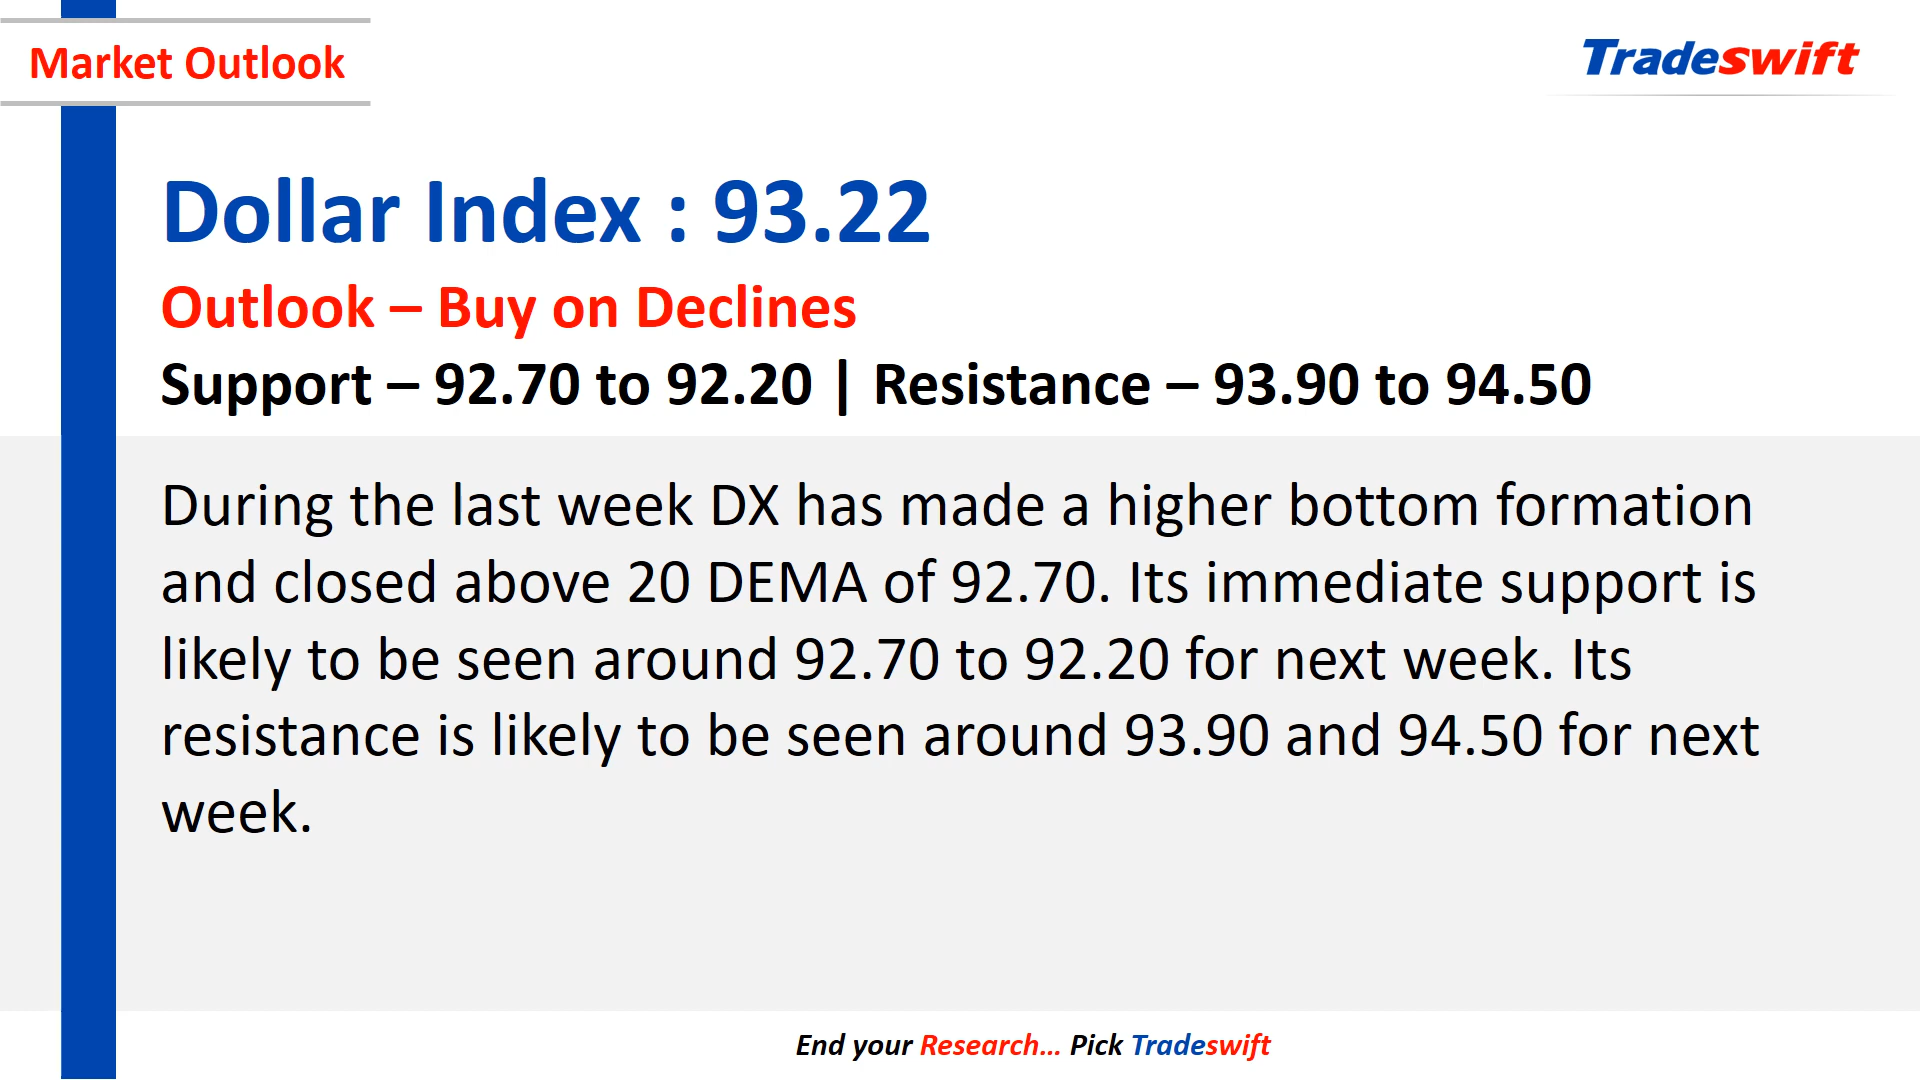 Market Outlook
Tradeswift
Dollar Index : 93.22
Outlook – Buy on Declines
Support – 92.70 to 92.20 | Resistance – 93.90 to 94.50
During the last week DX has made a higher bottom formation
and closed above 20 DEMA of 92.70. Its immediate support is
likely to be seen around 92.70 to 92.20 for next week. Its
resistance is likely to be seen around 93.90 and 94.50 for next
week.
End your Research... Pick Tradeswift